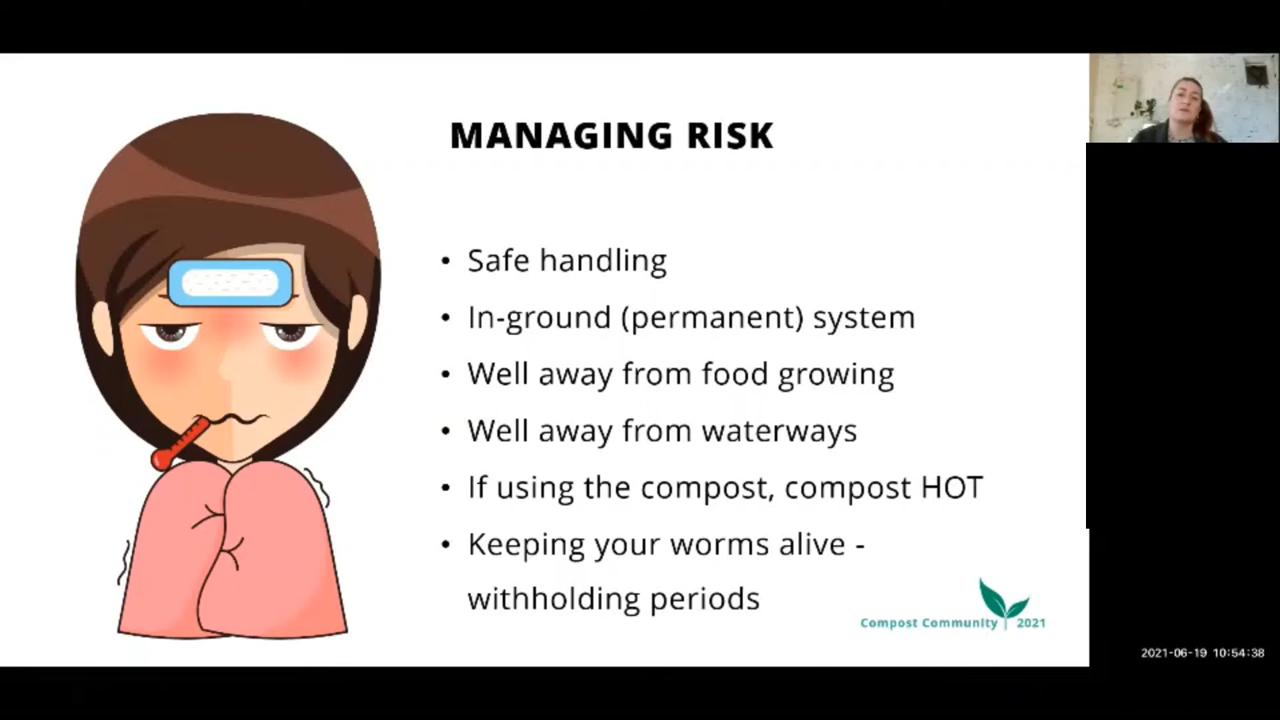 MANAGING RISK
• Safe handling
• In-ground (permanent) system
• Well away from food growing
• Well away from waterways
• If using the compost, compost HOT
• Keeping your worms alive -
withholding periods
Compost Community 2021
2021-06-19 10:54:38